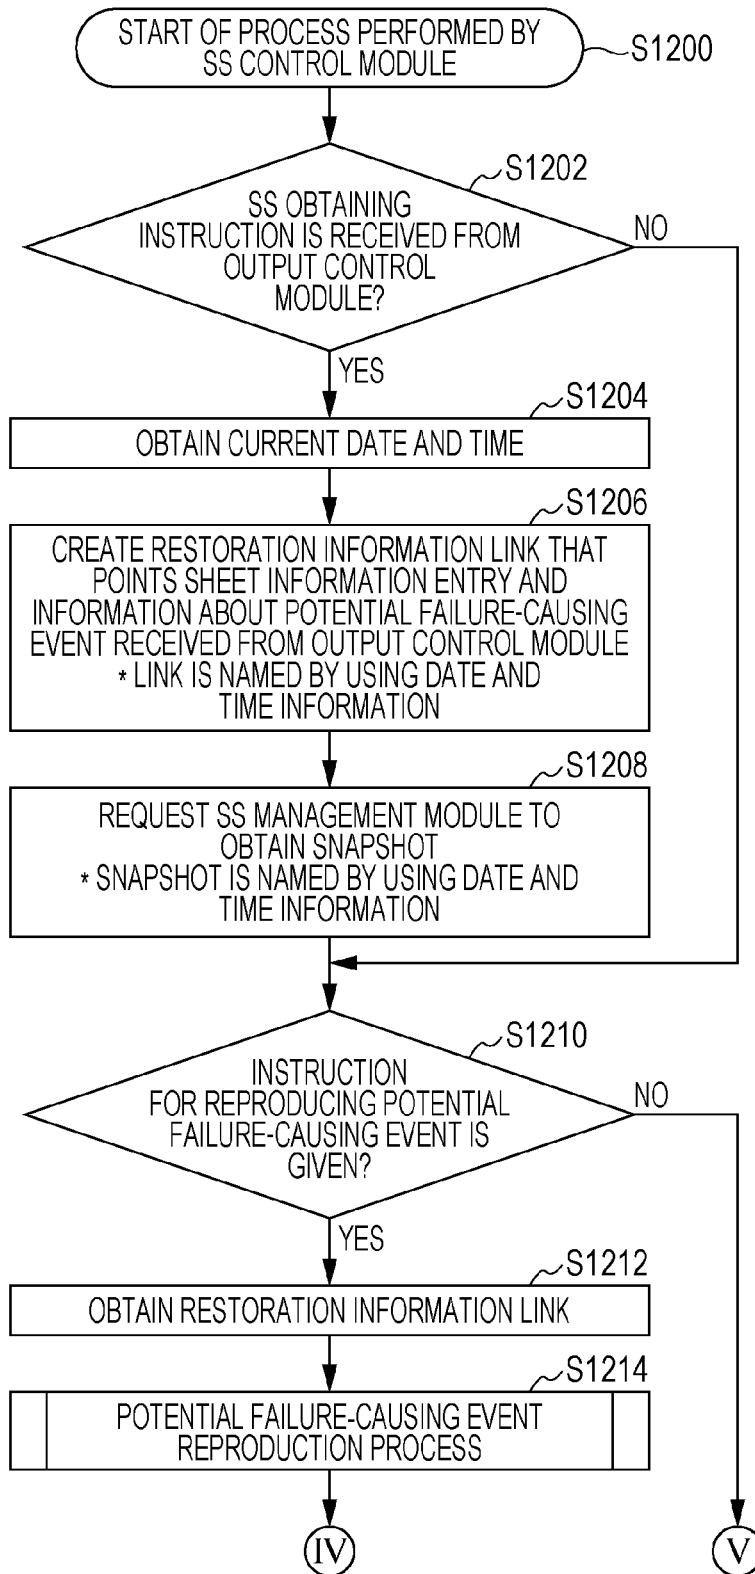 START OF PROCESS PERFORMED BY
SS CONTROL MODULE
S1200
S1202
SS OBTAINING
INSTRUCTION IS RECEIVED FROM
OUTPUT CONTROL
MODULE?
NO
YES
S1204
OBTAIN CURRENT DATE AND TIME
S1206
CREATE RESTORATION INFORMATION LINK THAT
POINTS SHEET INFORMATION ENTRY AND
INFORMATION ABOUT POTENTIAL FAILURE-CAUSING
EVENT RECEIVED FROM OUTPUT CONTROL MODULE
* LINK IS NAMED BY USING DATE AND
TIME INFORMATION
S1208
REQUEST SS MANAGEMENT MODULE TO
OBTAIN SNAPSHOT
* SNAPSHOT IS NAMED BY USING DATE AND
TIME INFORMATION
S1210
INSTRUCTION
FOR REPRODUCING POTENTIAL
FAILURE-CAUSING EVENT IS
GIVEN?
NO
YES
S1212
OBTAIN RESTORATION INFORMATION LINK
S1214
POTENTIAL FAILURE-CAUSING EVENT
REPRODUCTION PROCESS
IV
V